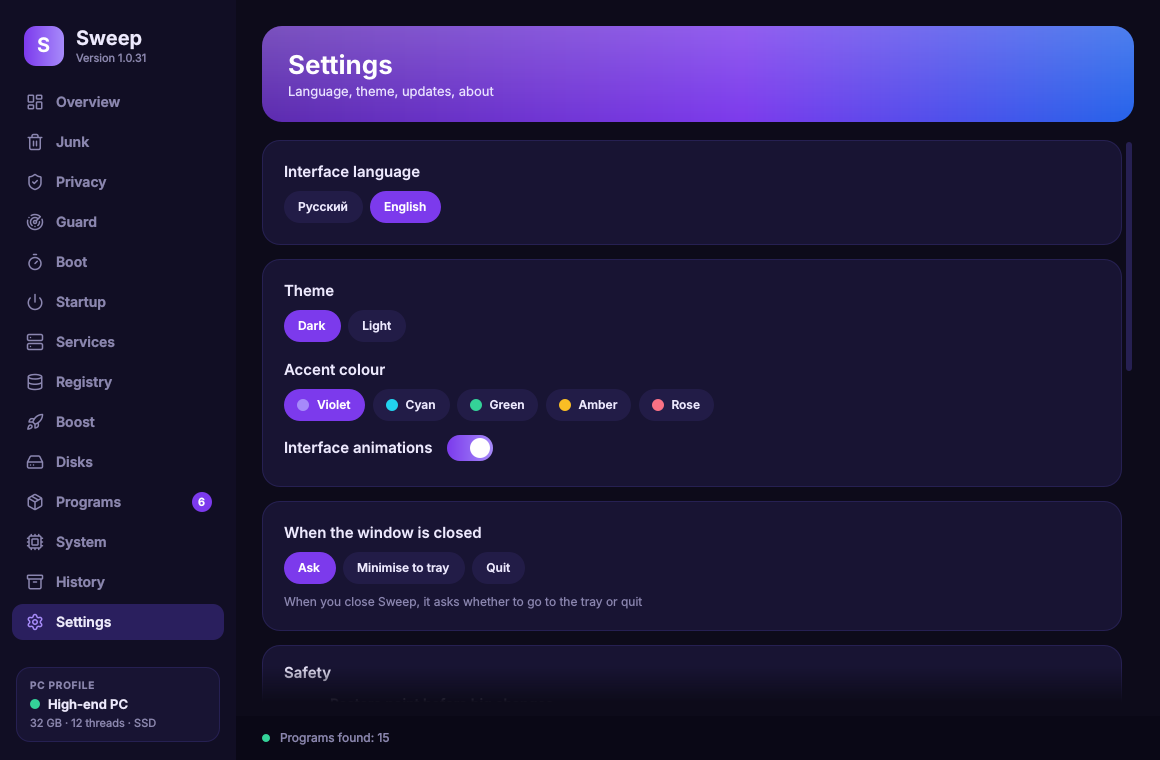 S
Sweep
Version 1.0.31
Overview
Junk
Privacy
Guard
Boot
Startup
Services
Registry
Boost
Disks
Programs 6
System
History
Settings
PC PROFILE
High-end PC
32 GB · 12 threads · SSD
Settings
Language, theme, updates, about
Interface language
Русский English
Theme
Dark Light
Accent colour
Violet Cyan Green Amber Rose
Interface animations
When the window is closed
Ask Minimise to tray Quit
When you close Sweep, it asks whether to go to the tray or quit
Safety
Programs found: 15